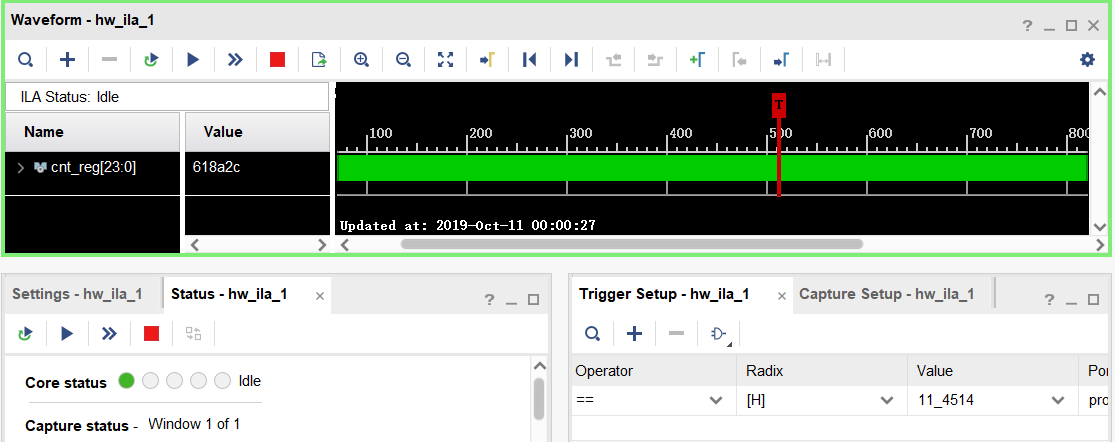 Waveform - hw_ila_1
ILA Status: Idle
Name Value
cnt_reg[23:0] 618a2c
T
100 200 300 400 500 600 700 800
Updated at: 2019-Oct-11 00:00:27
Settings - hw_ila_1 Status - hw_ila_1
Core status Idle
Capture status - Window 1 of 1
Trigger Setup - hw_ila_1 Capture Setup - hw_ila_1
Operator Radix Value Por
== [H] 11_4514 pro